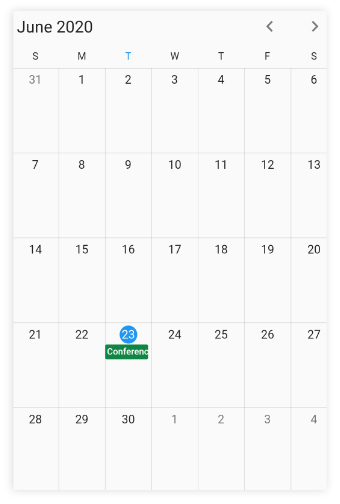 June 2020
S M T W T F S
31 1 2 3 4 5 6
7 8 9 10 11 12 13
14 15 16 17 18 19 20
21 22 23 24 25 26 27
Conferenc
28 29 30 1 2 3 4